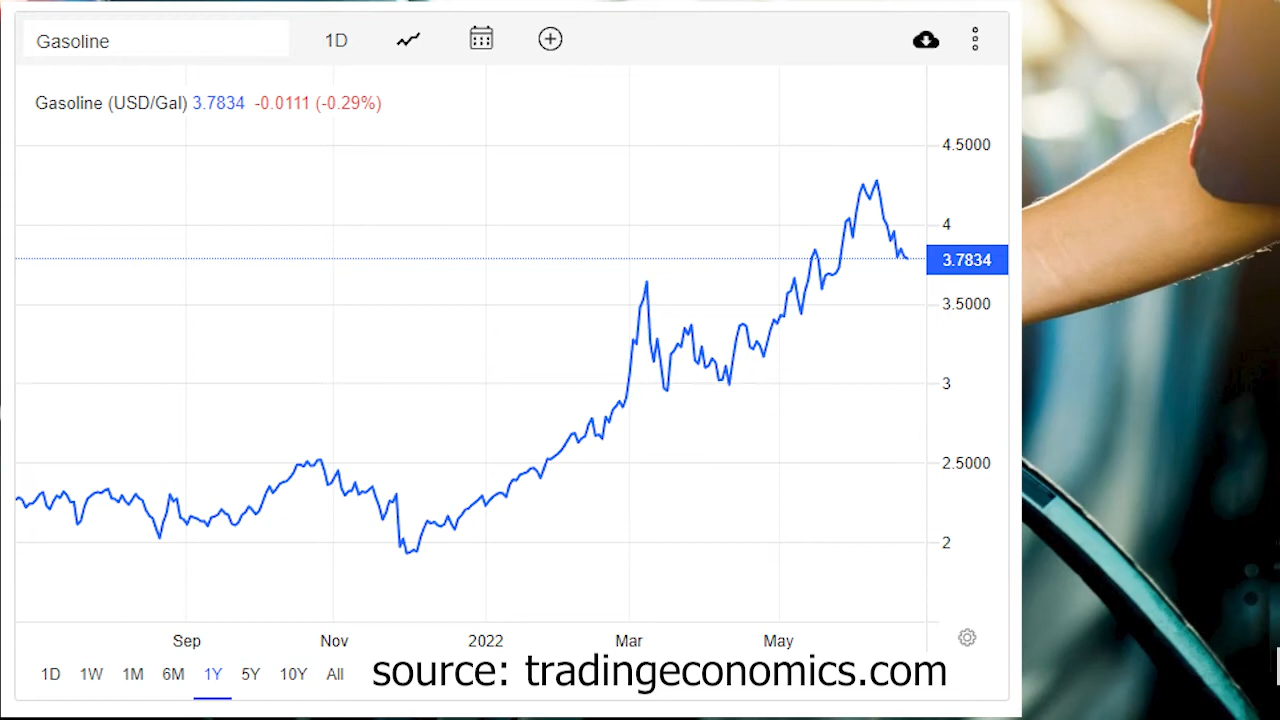 Gasoline 1D
Gasoline (USD/Gal) 3.7834 -0.0111 (-0.29%)
4.5000
4
3.7834
3.5000
3
2.5000
2
Sep Nov 2022 Mar May
1D 1W 1M 6M 1Y 5Y 10Y All
source: tradingeconomics.com